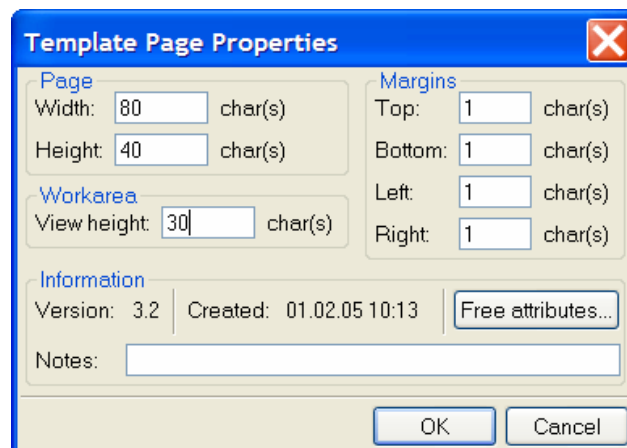 Template Page Properties
Page
Width: 80 char(s)
Height: 40 char(s)
Workarea
View height: 30 char(s)
Margins
Top: 1 char(s)
Bottom: 1 char(s)
Left: 1 char(s)
Right: 1 char(s)
Information
Version: 3.2 Created: 01.02.05 10:13 Free attributes...
Notes:
OK Cancel